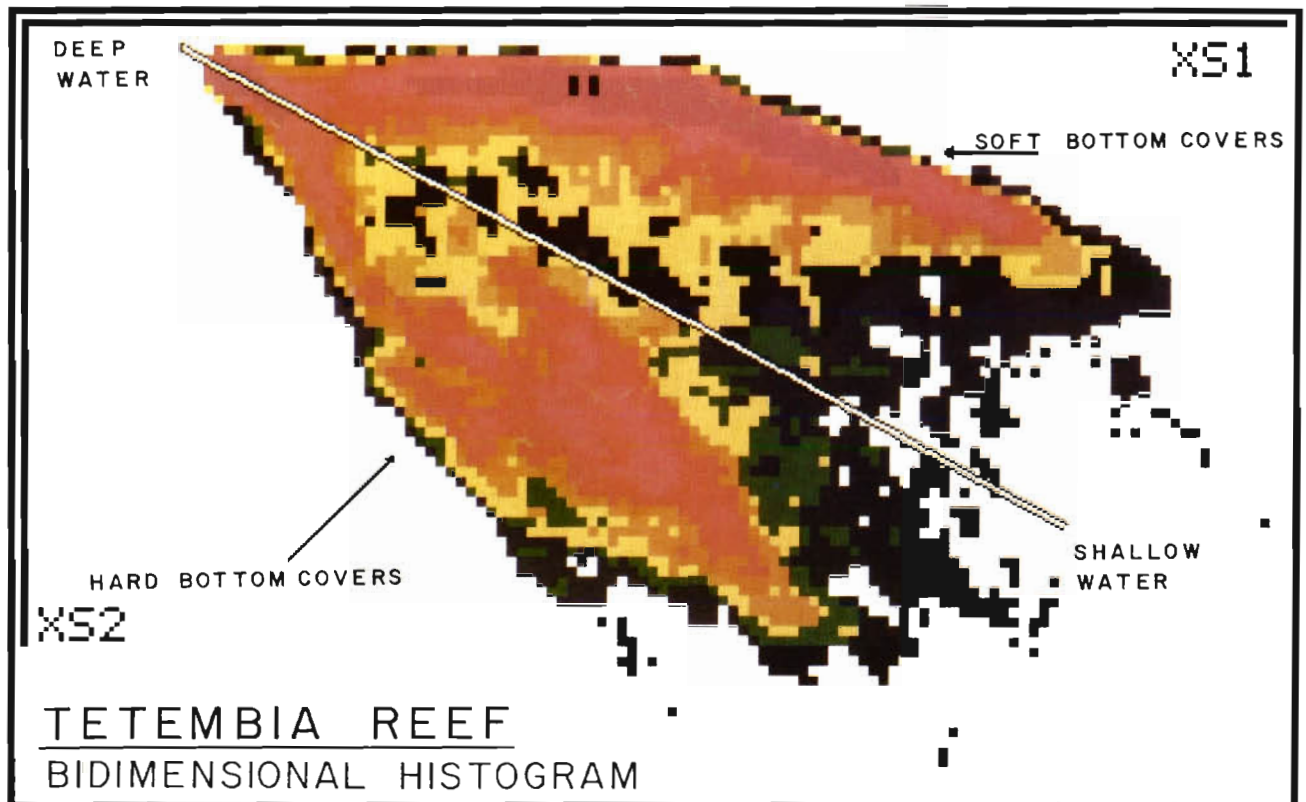 DEEP
WATER
XS1
SOFT BOTTOM COVERS
HARD BOTTOM COVERS
SHALLOW
WATER
XS2
TETEMBIA REEF
BIDIMENSIONAL HISTOGRAM